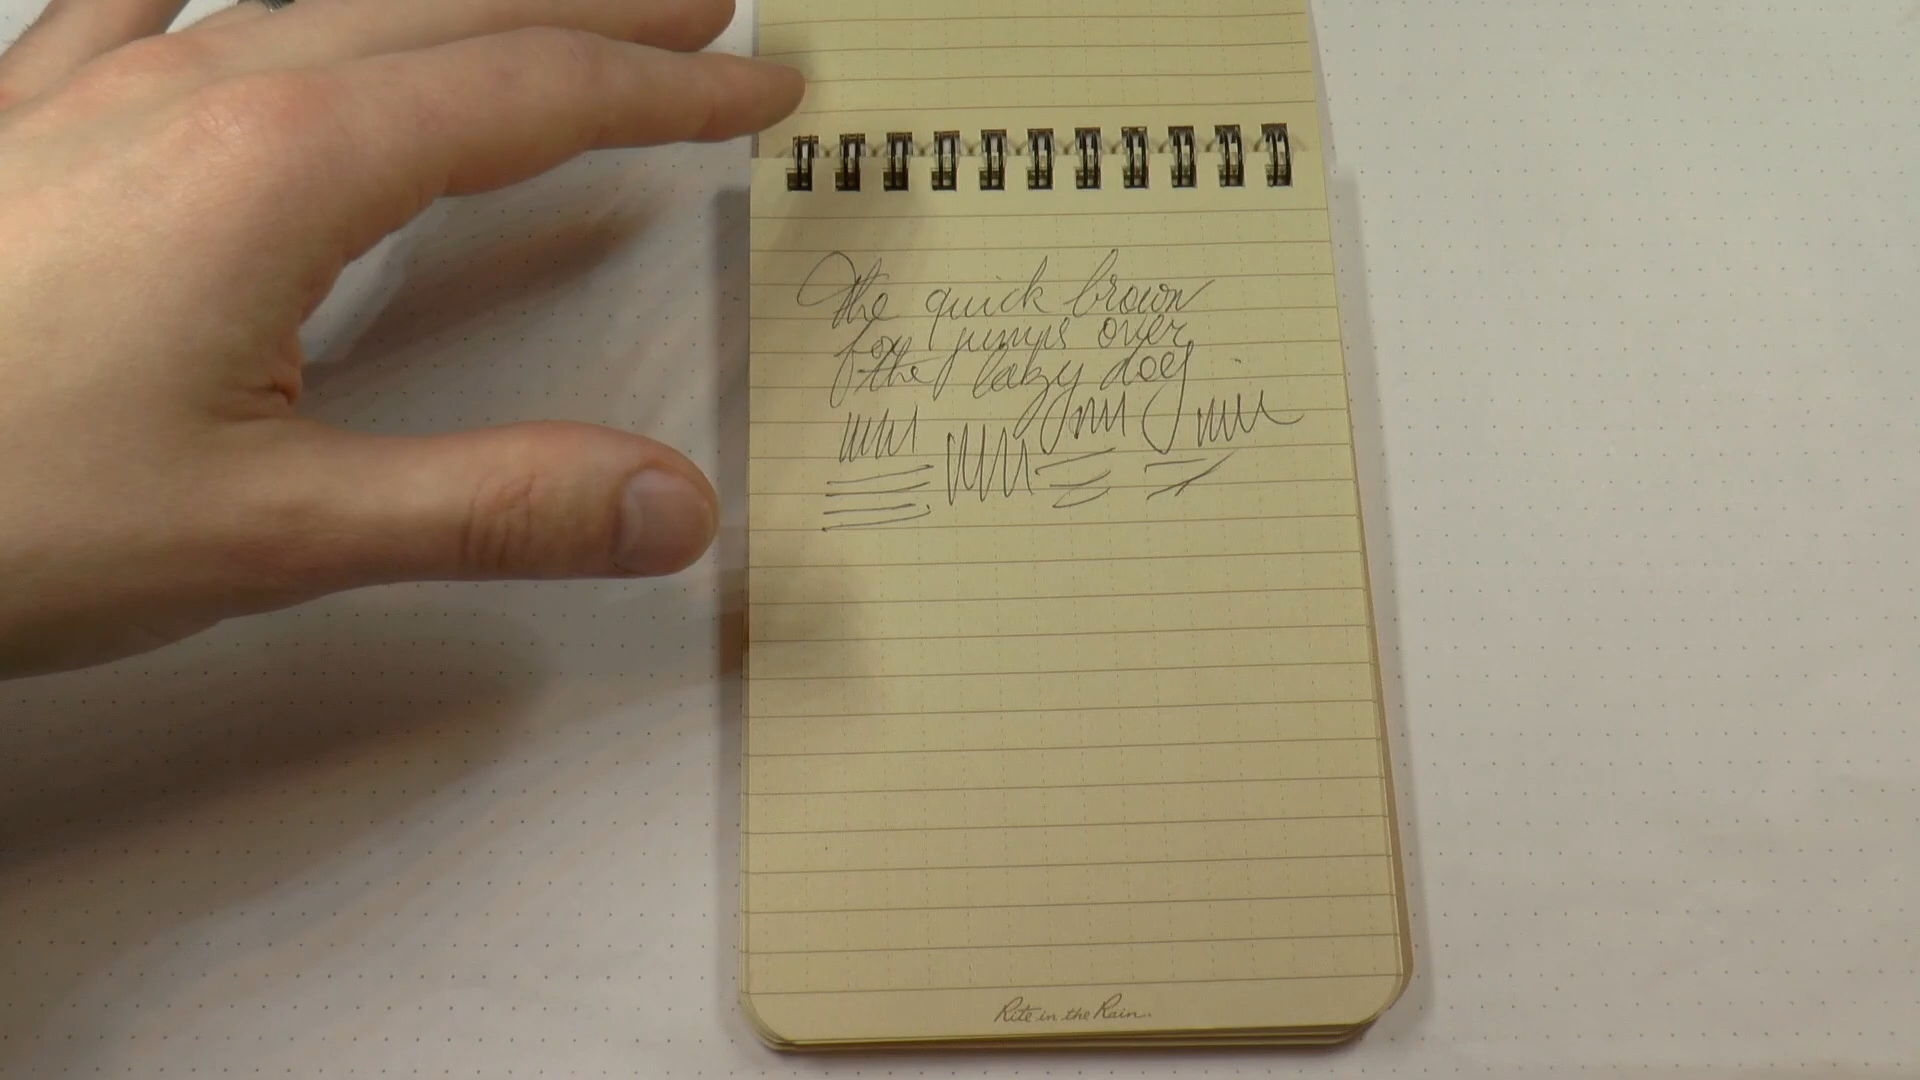 The quick brown
fox jumps over
the lazy dog.
Rite in the Rain